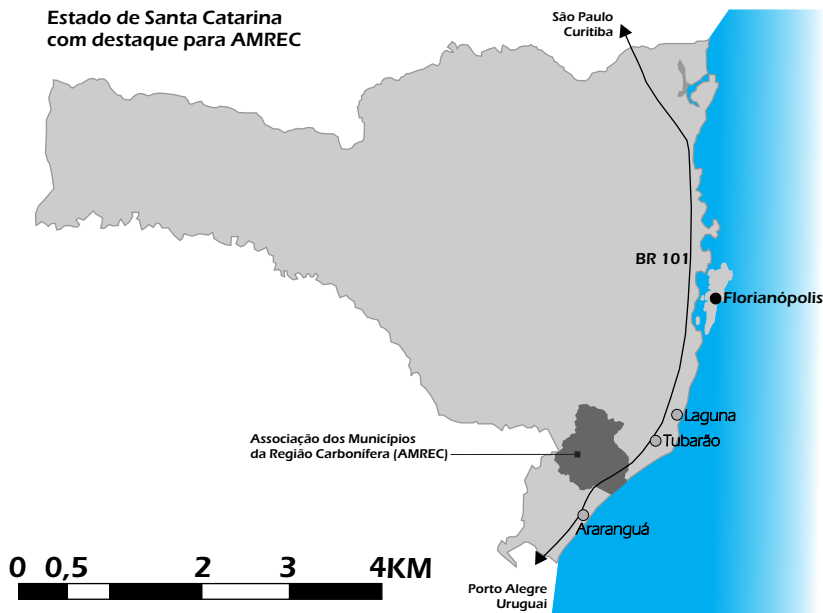 Estado de Santa Catarina
com destaque para AMREC
São Paulo
Curitiba
BR 101
Florianópolis
Laguna
Tubarão
Associação dos Municípios
da Região Carbonífera (AMREC)
Araranguá
0 0,5 2 3 4KM
Porto Alegre
Uruguai